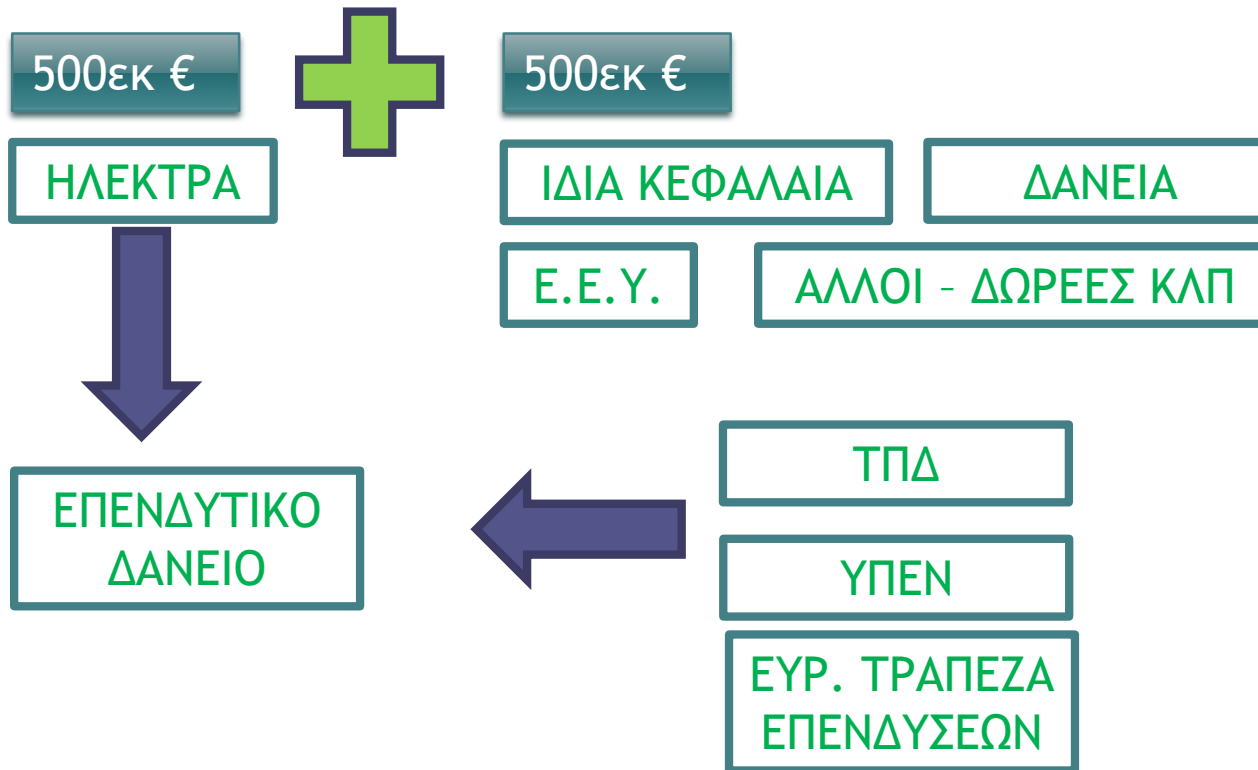 500εκ €
500εκ €
ΗΛΕΚΤΡΑ
ΙΔΙΑ ΚΕΦΑΛΑΙΑ
ΔΑΝΕΙΑ
Ε.Ε.Υ.
ΑΛΛΟΙ – ΔΩΡΕΕΣ ΚΛΠ
ΕΠΕΝΔΥΤΙΚΟ
ΔΑΝΕΙΟ
ΤΠΔ
ΥΠΕΝ
ΕΥΡ. ΤΡΑΠΕΖΑ
ΕΠΕΝΔΥΣΕΩΝ